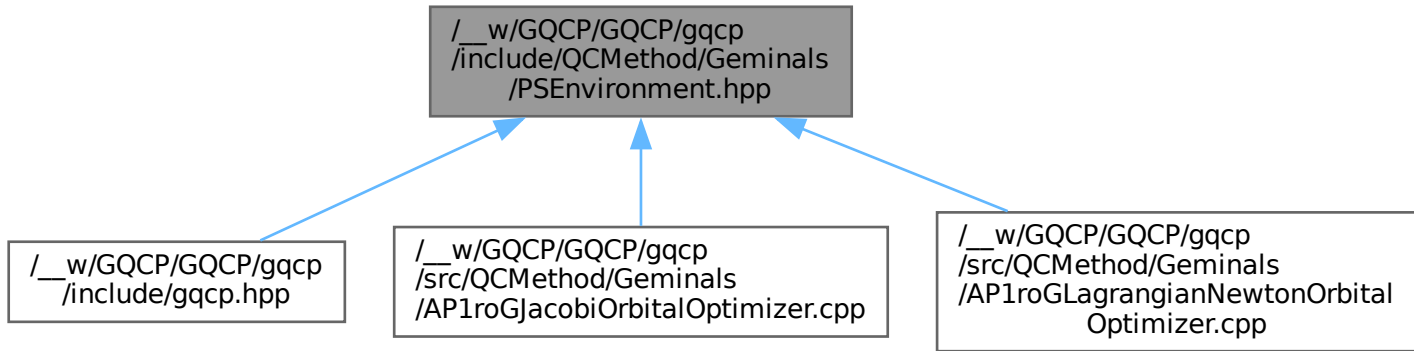 /__w/GQCP/GQCP/gqcp
/include/QCMethod/Geminals
/PSEnvironment.hpp
/__w/GQCP/GQCP/gqcp
/include/gqcp.hpp
/__w/GQCP/GQCP/gqcp
/src/QCMethod/Geminals
/AP1roGJacobiOrbitalOptimizer.cpp
/__w/GQCP/GQCP/gqcp
/src/QCMethod/Geminals
/AP1roGLagrangianNewtonOrbital
Optimizer.cpp